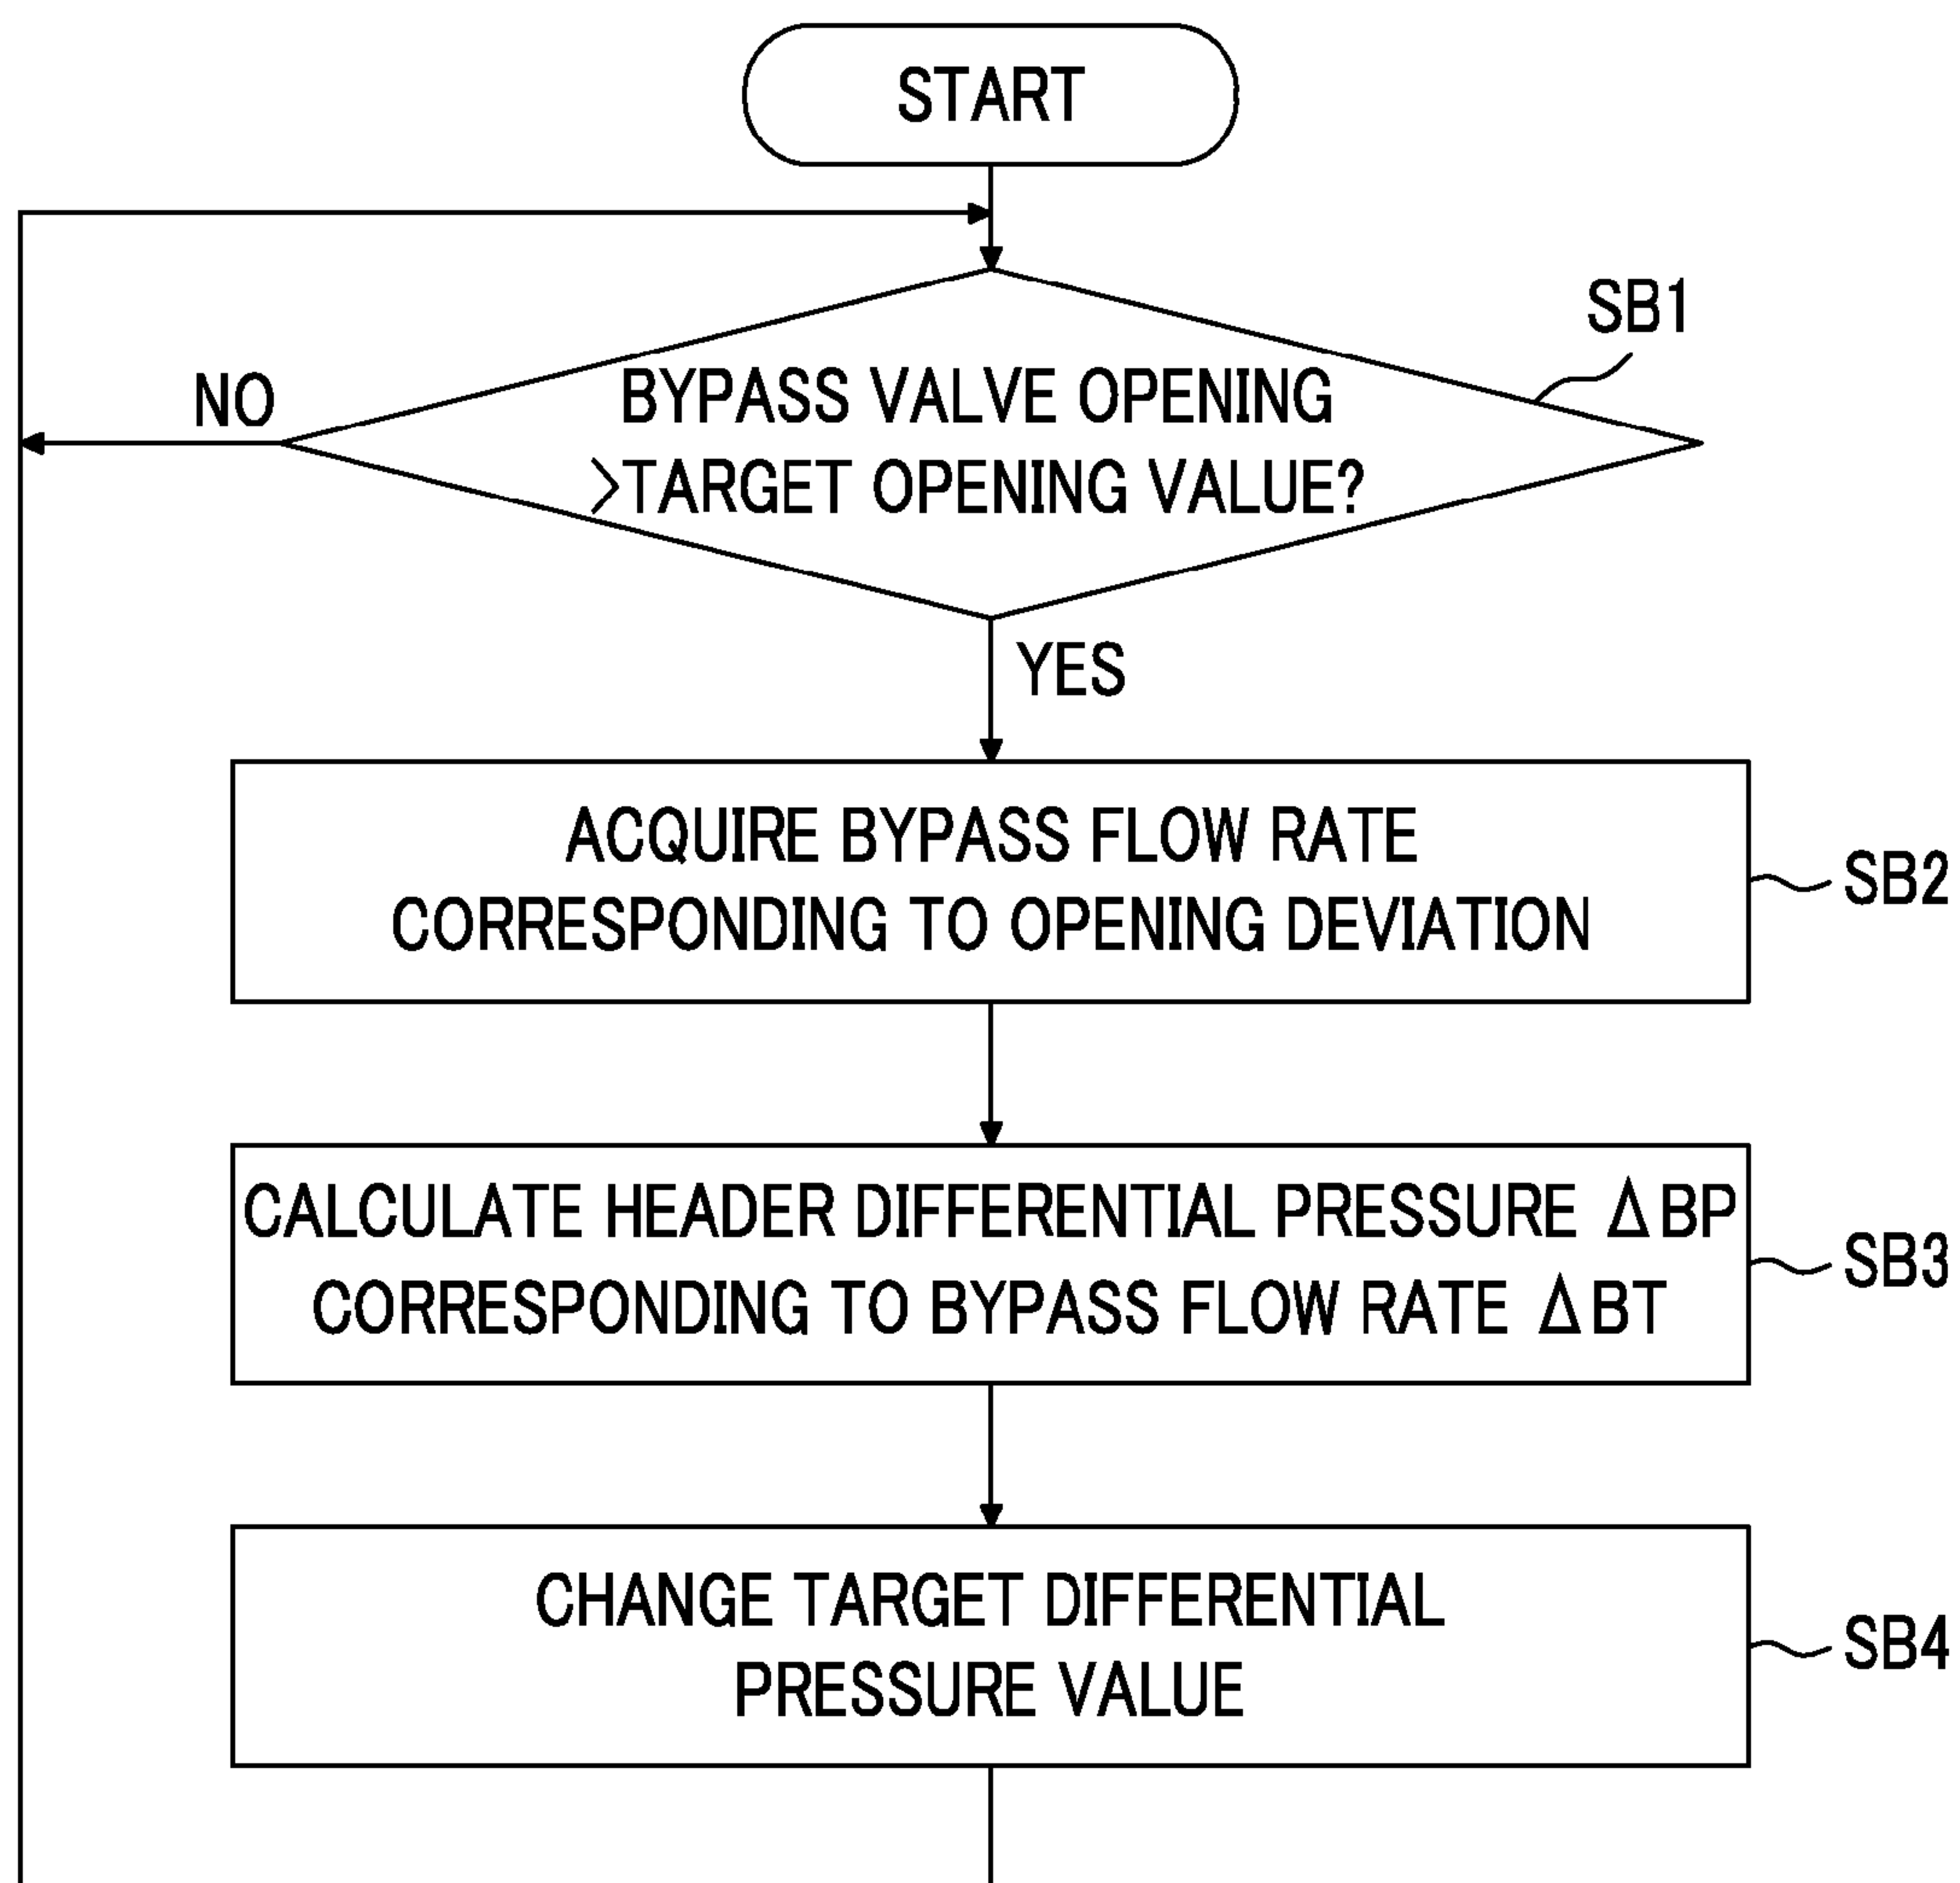 START
SB1
NO
BYPASS VALVE OPENING
>TARGET OPENING VALUE?
YES
ACQUIRE BYPASS FLOW RATE
CORRESPONDING TO OPENING DEVIATION
SB2
CALCULATE HEADER DIFFERENTIAL PRESSURE ΔBP
CORRESPONDING TO BYPASS FLOW RATE ΔBT
SB3
CHANGE TARGET DIFFERENTIAL
PRESSURE VALUE
SB4